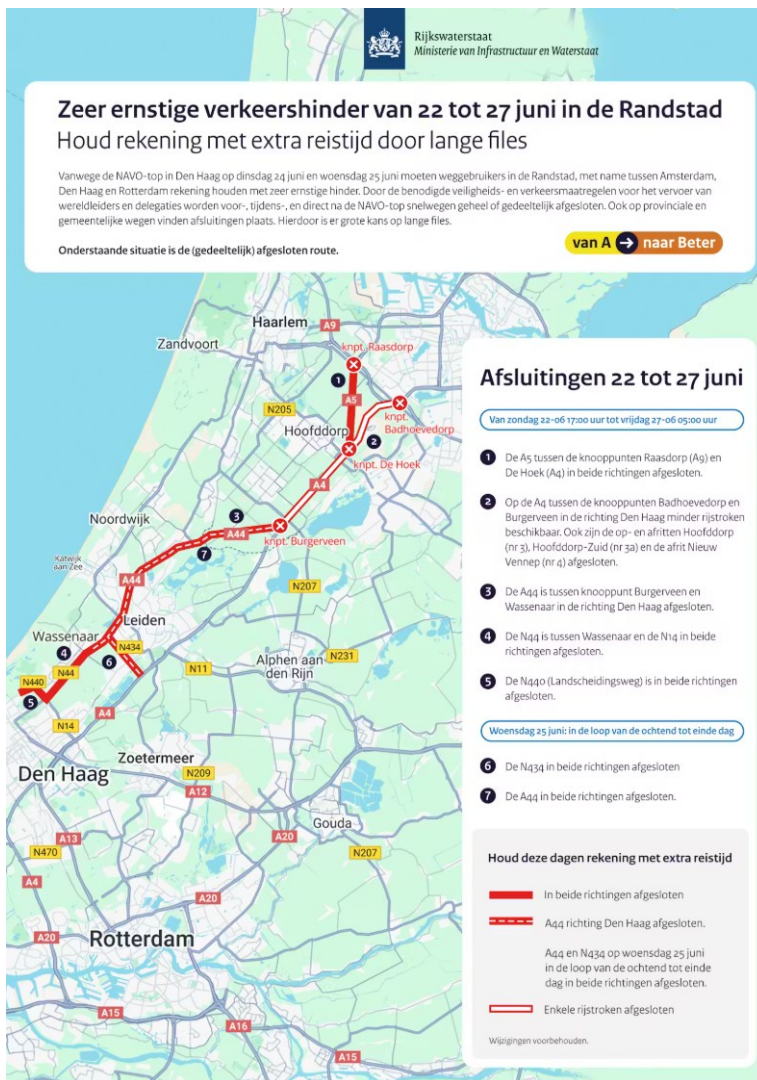 Rijkswaterstaat
Ministerie van Infrastructuur en Waterstaat
Zeer ernstige verkeershinder van 22 tot 27 juni in de Randstad
Houd rekening met extra reistijd door lange files
Vanwege de NAVO-top in Den Haag op dinsdag 24 juni en woensdag 25 juni moeten weggebruikers in de Randstad, met name tussen Amsterdam,
Den Haag en Rotterdam rekening houden met zeer ernstige hinder. Door de benodigde veiligheids- en verkeersmaatregelen voor het vervoer van
wereldleiders en delegaties worden voor-, tijdens-, en direct na de NAVO-top snelwegen geheel of gedeeltelijk afgesloten. Ook op provinciale en
gemeentelijke wegen vinden afsluitingen plaats. Hierdoor is er grote kans op lange files.
Onderstaande situatie is de (gedeeltelijk) afgesloten route.
van A → naar Beter
Haarlem
A9
Zandvoort
knpt. Raasdorp
1
A5
N205
knpt.
Badhoevedorp
Hoofddorp
2
knpt. De Hoek
A4
Noordwijk
3
A44
knpt. Burgerveen
7
Katwijk
aan Zee
A44
N207
Leiden
Wassenaar
N434
4
6
N231
Alphen aan
den Rijn
N11
N440
N44
5
A4
N14
Zoetermeer
Den Haag
N209
A12
Gouda
A20
A13
N470
N207
A4
A20
A20
Rotterdam
A15
A16
A15
Afsluitingen 22 tot 27 juni
Van zondag 22-06 17:00 uur tot vrijdag 27-06 05:00 uur
1 De A5 tussen de knooppunten Raasdorp (A9) en
De Hoek (A4) in beide richtingen afgesloten.
2 Op de A4 tussen de knooppunten Badhoevedorp en
Burgerveen in de richting Den Haag minder rijstroken
beschikbaar. Ook zijn de op- en afritten Hoofddorp
(nr 3), Hoofddorp-Zuid (nr 3a) en de afrit Nieuw
Vennep (nr 4) afgesloten.
3 De A44 is tussen knooppunt Burgerveen en
Wassenaar in de richting Den Haag afgesloten.
4 De N44 is tussen Wassenaar en de N14 in beide
richtingen afgesloten.
5 De N440 (Landscheidingsweg) is in beide richtingen
afgesloten.
Woensdag 25 juni: in de loop van de ochtend tot einde dag
6 De N434 in beide richtingen afgesloten
7 De A44 in beide richtingen afgesloten.
Houd deze dagen rekening met extra reistijd
In beide richtingen afgesloten
A44 richting Den Haag afgesloten.
A44 en N434 op woensdag 25 juni
in de loop van de ochtend tot einde
dag in beide richtingen afgesloten.
Enkele rijstroken afgesloten
Wijzigingen voorbehouden.